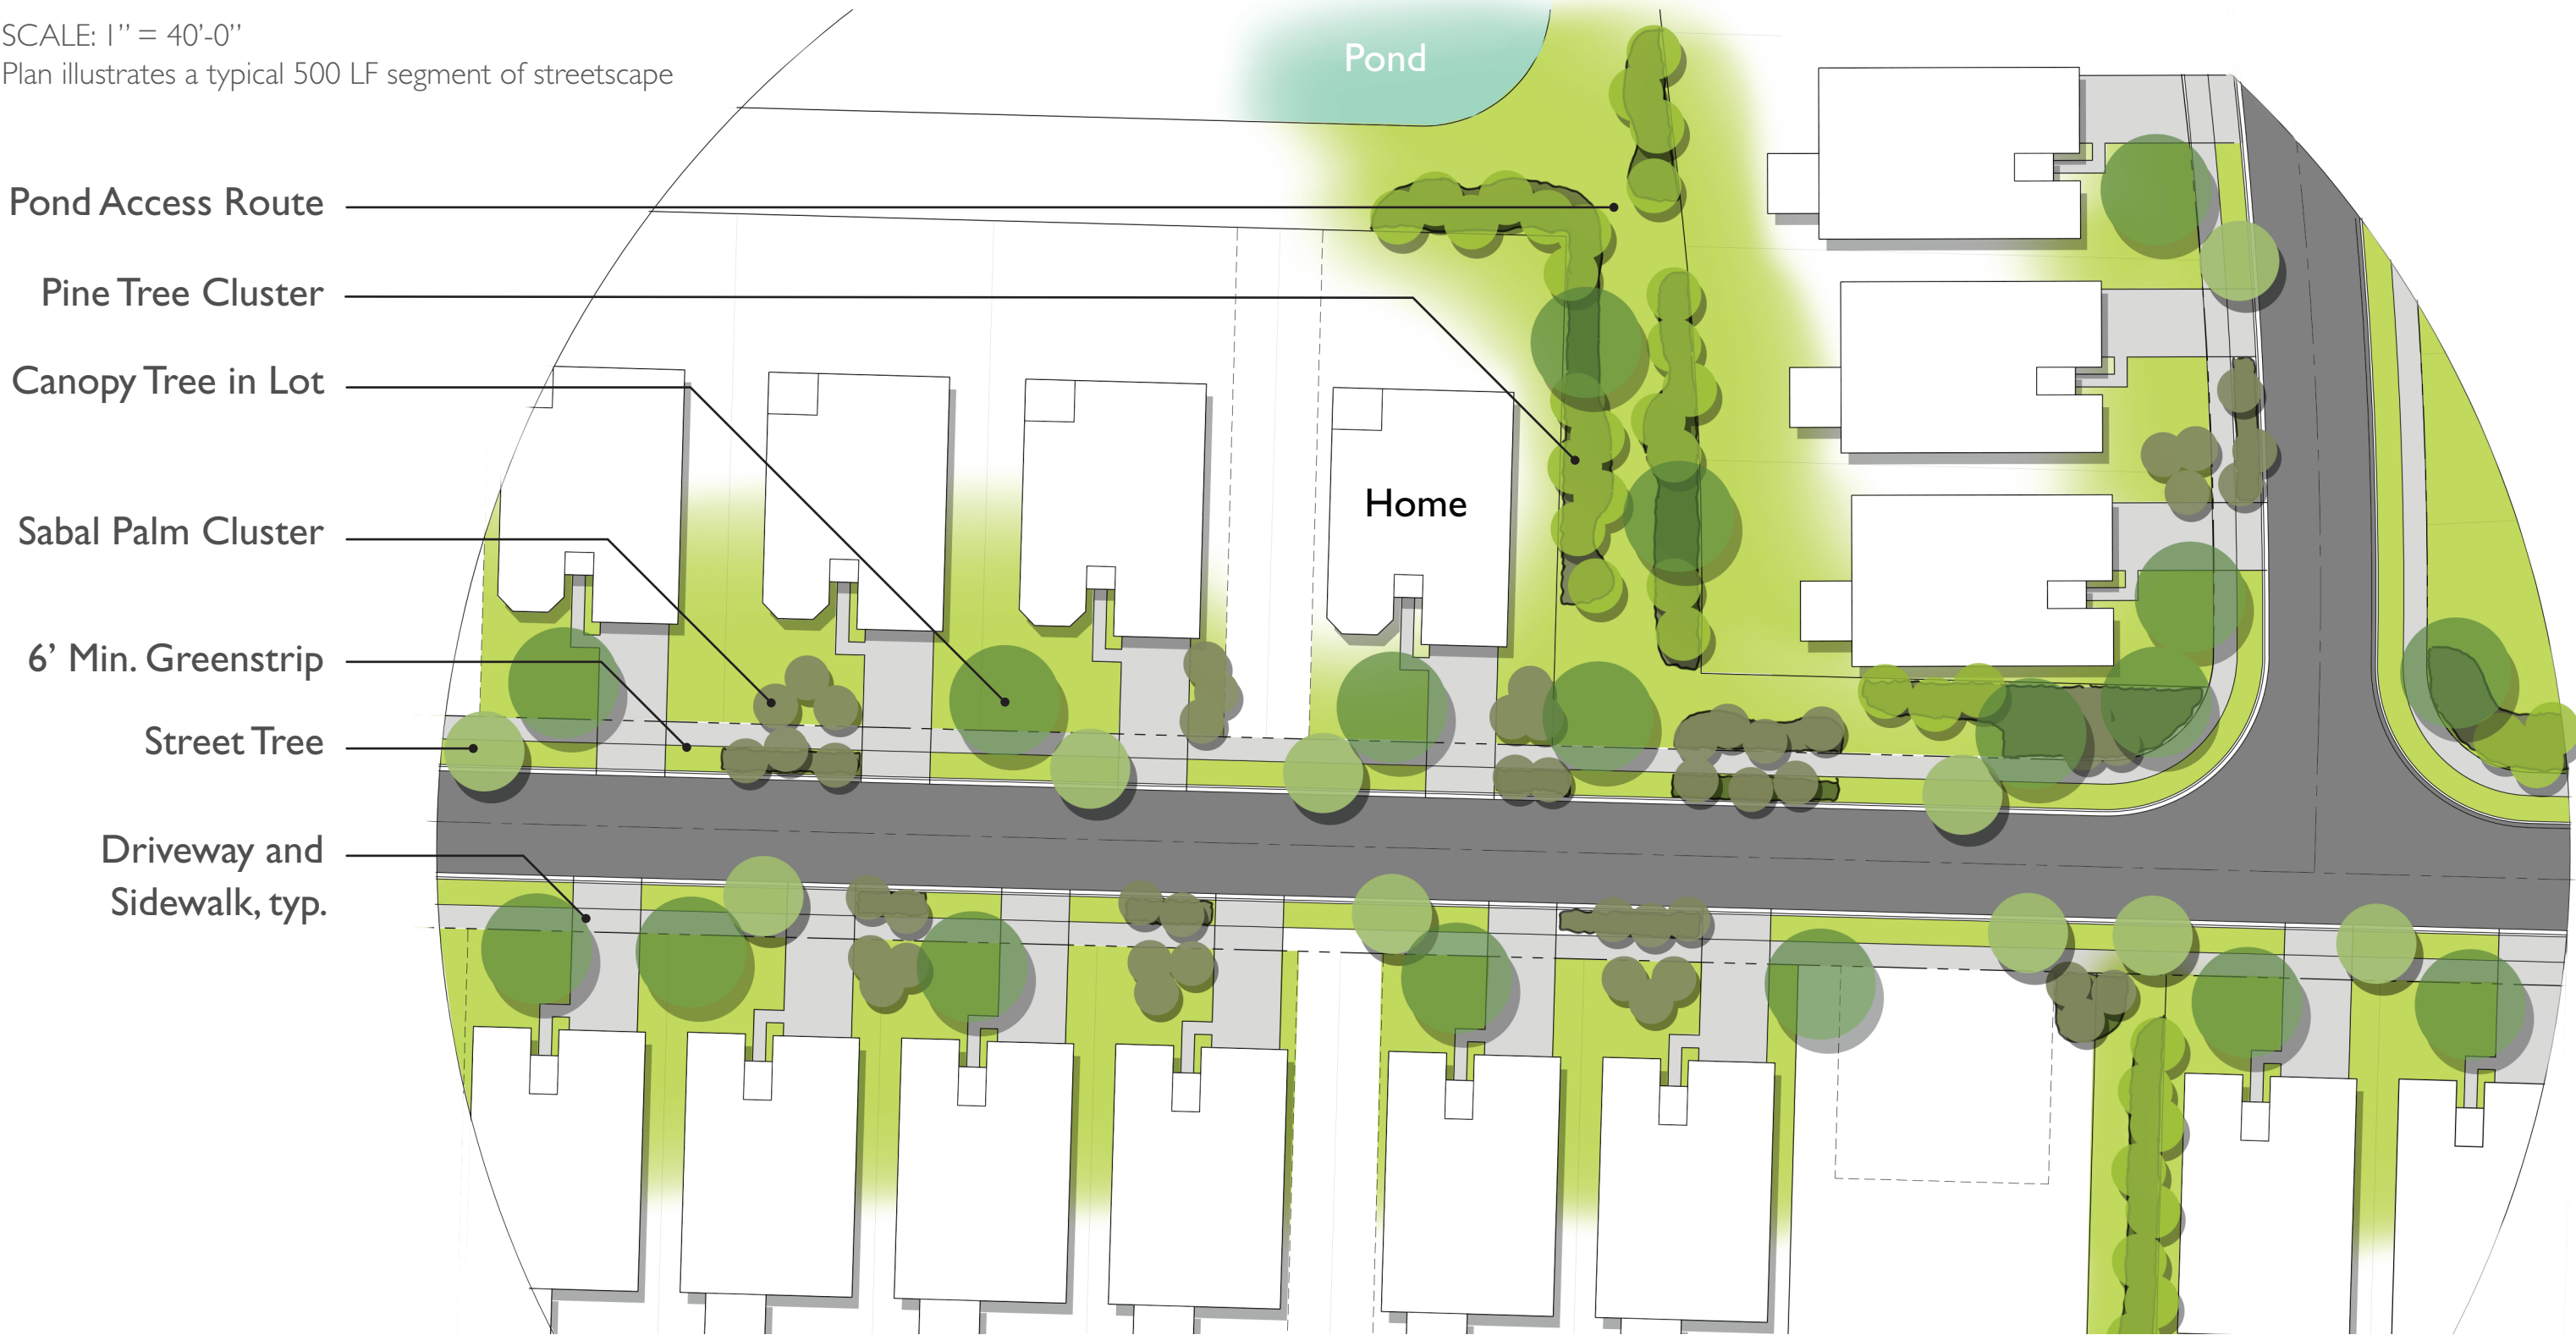 SCALE: 1” = 40’-0”
Plan illustrates a typical 500 LF segment of streetscape
Pond
Pond Access Route
Pine Tree Cluster
Canopy Tree in Lot
Home
Sabal Palm Cluster
6’ Min. Greenstrip
Street Tree
Driveway and
Sidewalk, typ.